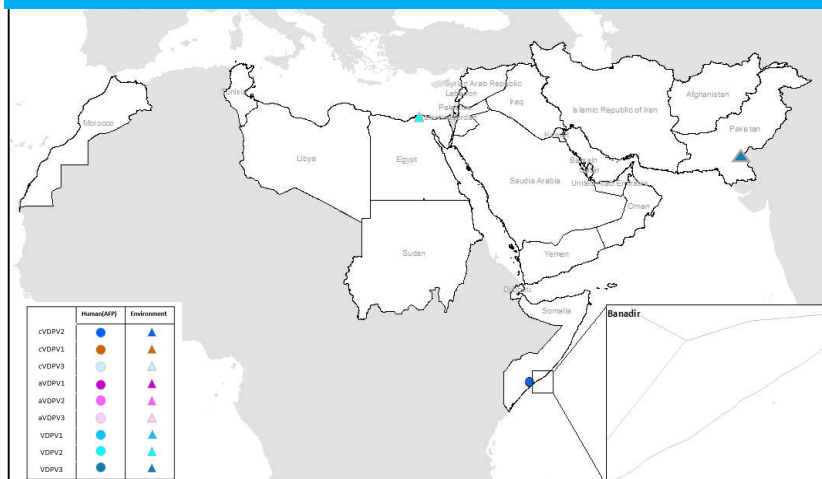 Tunisia
Syrian Arab Republic
Lebanon
Iraq
Islamic Republic of Iran
Afghanistan
Pakistan
Morocco
Libya
Egypt
Saudia Arabia
United Arab Emirates
Oman
Sudan
Yemen
Somalia
Banadir
Human(AFP) Environment
cVDPV2
cVDPV1
cVDPV3
aVDPV1
aVDPV2
aVDPV3
VDPV1
VDPV2
VDPV3